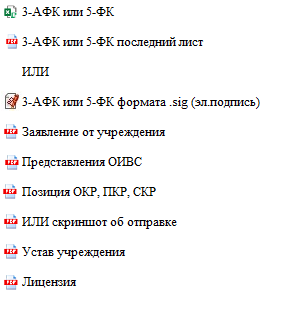 3-АФК или 5-ФК
3-АФК или 5-ФК последний лист
ИЛИ
3-АФК или 5-ФК формата .sig (эл.подпись)
Заявление от учреждения
Представления ОИВС
Позиция ОКР, ПКР, СКР
ИЛИ скриншот об отправке
Устав учреждения
Лицензия